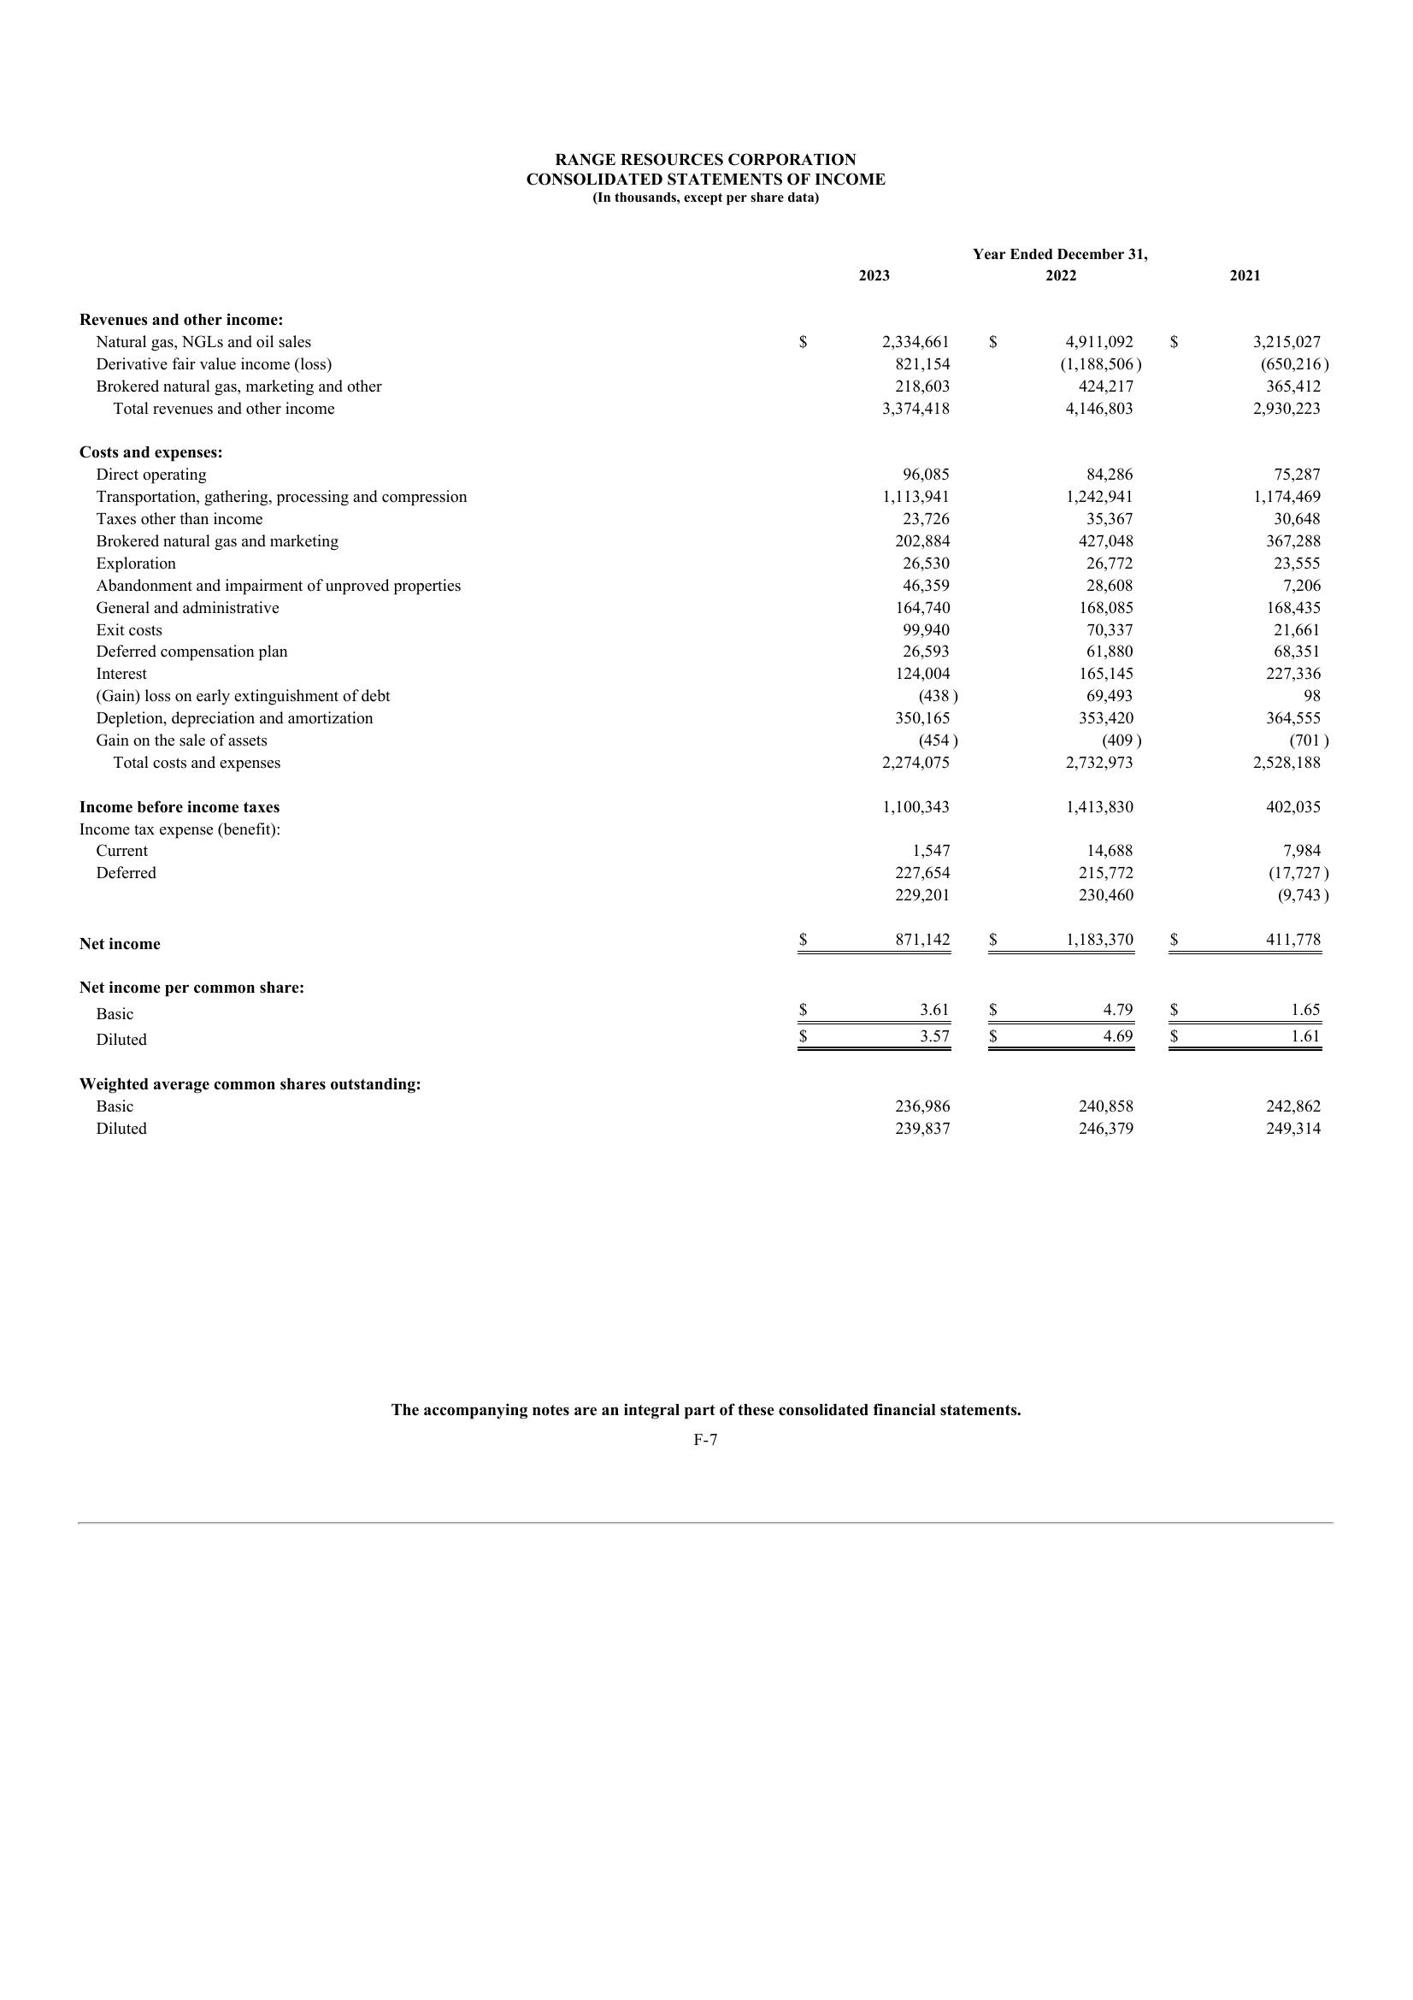 RANGE RESOURCES CORPORATION
CONSOLIDATED STATEMENTS OF INCOME
(In thousands, except per share data)
Year Ended December 31,
2023 2022 2021
Revenues and other income:
Natural gas, NGLs and oil sales $ 2,334,661 $ 4,911,092 $ 3,215,027
Derivative fair value income (loss) 821,154 (1,188,506 ) (650,216 )
Brokered natural gas, marketing and other 218,603 424,217 365,412
Total revenues and other income 3,374,418 4,146,803 2,930,223
Costs and expenses:
Direct operating 96,085 84,286 75,287
Transportation, gathering, processing and compression 1,113,941 1,242,941 1,174,469
Taxes other than income 23,726 35,367 30,648
Brokered natural gas and marketing 202,884 427,048 367,288
Exploration 26,530 26,772 23,555
Abandonment and impairment of unproved properties 46,359 28,608 7,206
General and administrative 164,740 168,085 168,435
Exit costs 99,940 70,337 21,661
Deferred compensation plan 26,593 61,880 68,351
Interest 124,004 165,145 227,336
(Gain) loss on early extinguishment of debt (438 ) 69,493 98
Depletion, depreciation and amortization 350,165 353,420 364,555
Gain on the sale of assets (454 ) (409 ) (701 )
Total costs and expenses 2,274,075 2,732,973 2,528,188
Income before income taxes 1,100,343 1,413,830 402,035
Income tax expense (benefit):
Current 1,547 14,688 7,984
Deferred 227,654 215,772 (17,727 )
229,201 230,460 (9,743 )
Net income $ 871,142 $ 1,183,370 $ 411,778
Net income per common share:
Basic $ 3.61 $ 4.79 $ 1.65
Diluted $ 3.57 $ 4.69 $ 1.61
Weighted average common shares outstanding:
Basic 236,986 240,858 242,862
Diluted 239,837 246,379 249,314
The accompanying notes are an integral part of these consolidated financial statements.
F-7